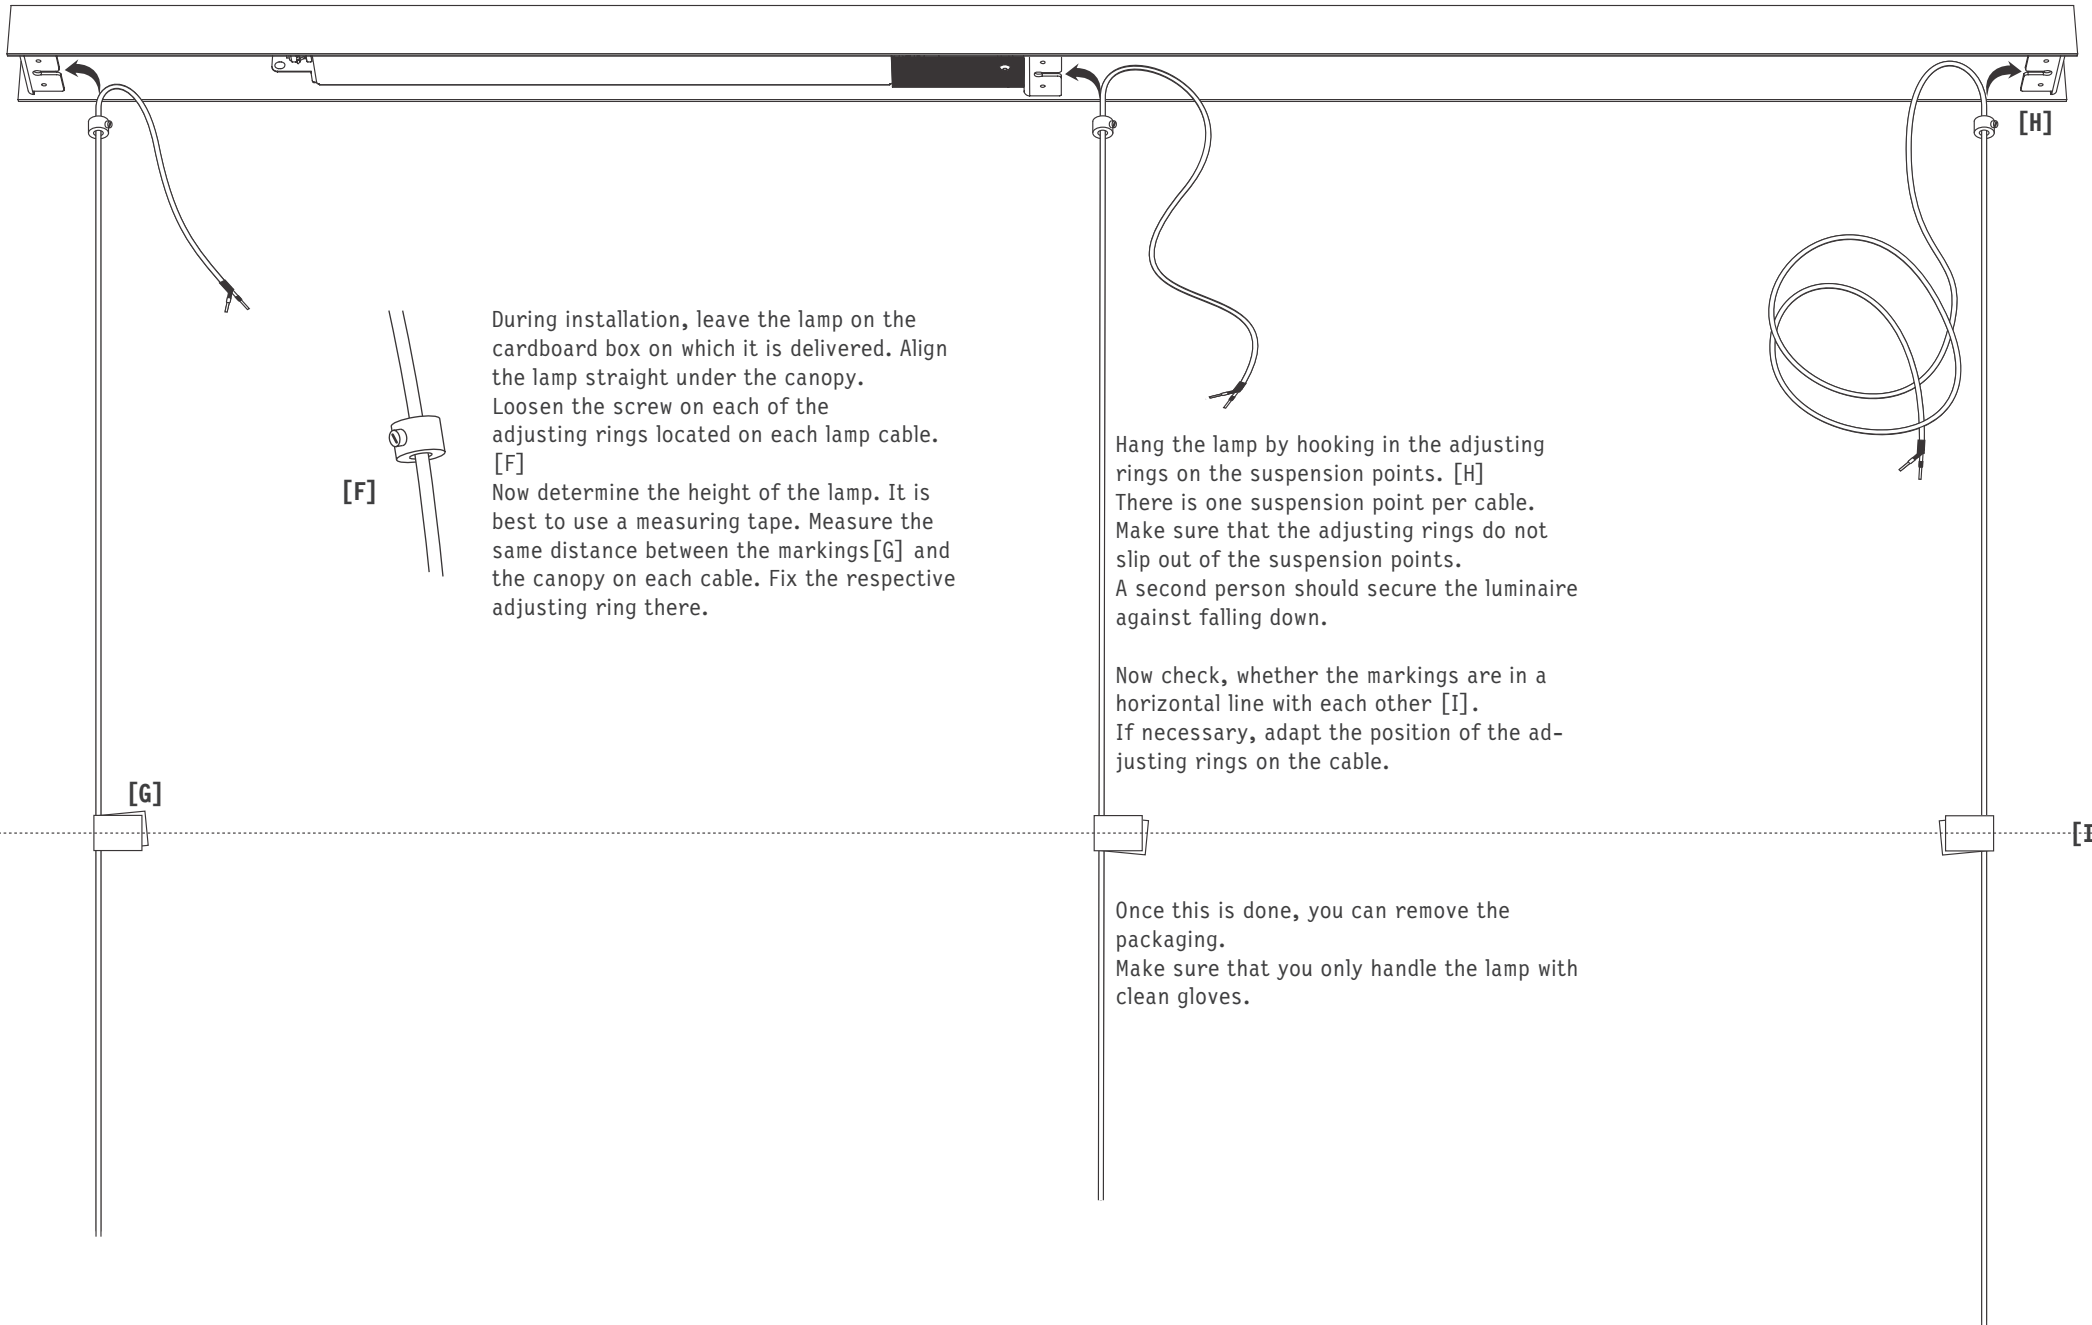 [H]
During installation, leave the lamp on the
cardboard box on which it is delivered. Align
the lamp straight under the canopy.
Loosen the screw on each of the
adjusting rings located on each lamp cable.
[F]
Now determine the height of the lamp. It is
best to use a measuring tape. Measure the
same distance between the markings[G] and
the canopy on each cable. Fix the respective
adjusting ring there.
[F]
Hang the lamp by hooking in the adjusting
rings on the suspension points. [H]
There is one suspension point per cable.
Make sure that the adjusting rings do not
slip out of the suspension points.
A second person should secure the luminaire
against falling down.
Now check, whether the markings are in a
horizontal line with each other [I].
If necessary, adapt the position of the ad-
justing rings on the cable.
[G]
[I
Once this is done, you can remove the
packaging.
Make sure that you only handle the lamp with
clean gloves.